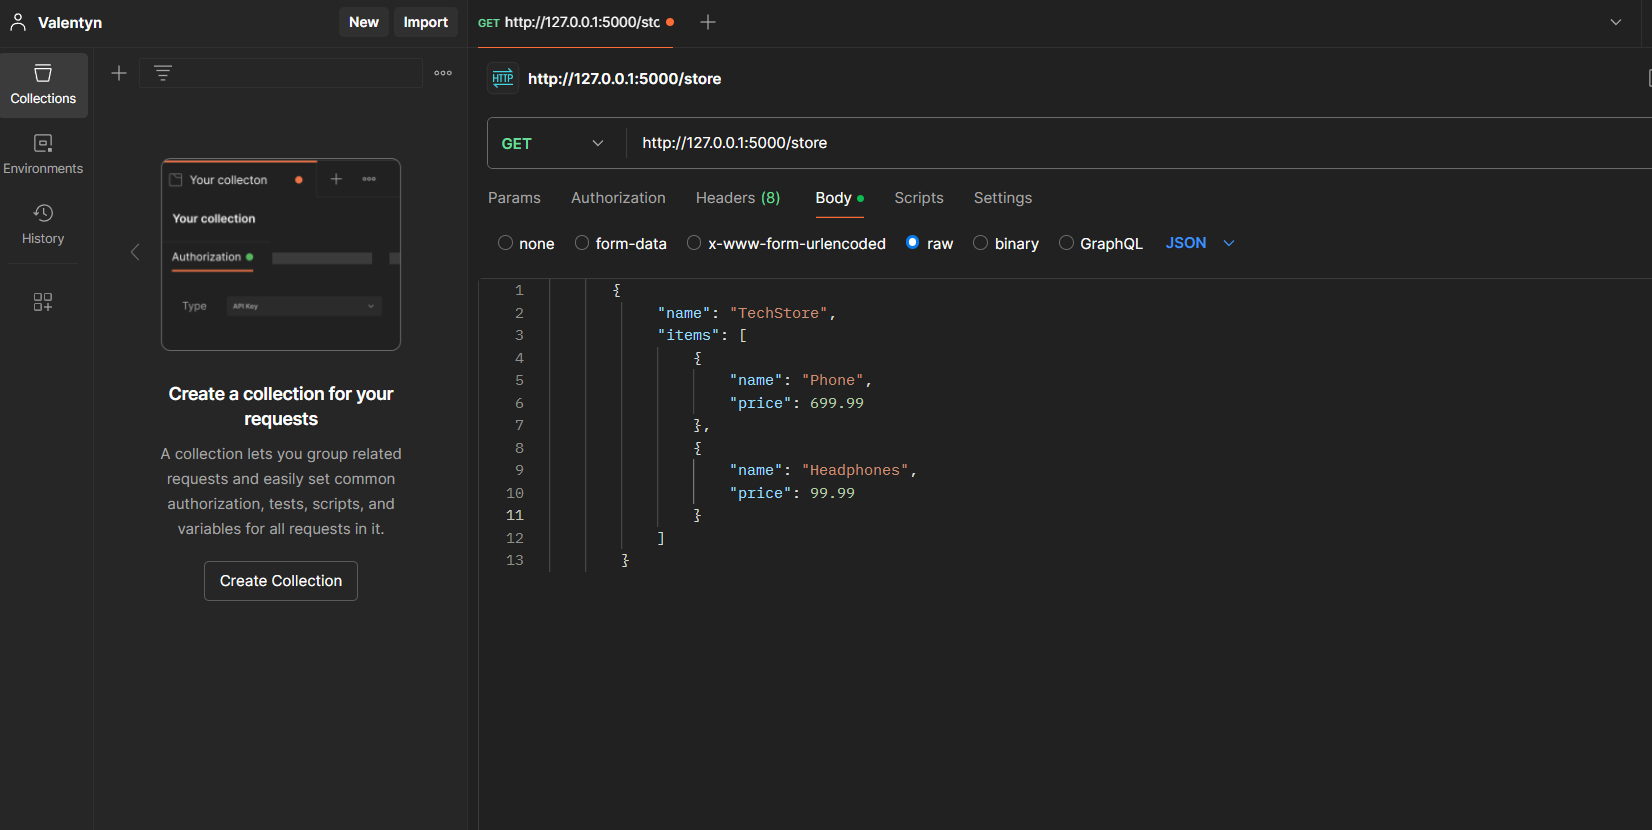 Valentyn
New
Import
GET http://127.0.0.1:5000/stc
Collections
Environments
History
Your collecton
Your collection
Authorization
Type
API Key
Create a collection for your
requests
A collection lets you group related
requests and easily set common
authorization, tests, scripts, and
variables for all requests in it.
Create Collection
HTTP http://127.0.0.1:5000/store
GET http://127.0.0.1:5000/store
Params Authorization Headers (8) Body Scripts Settings
none form-data x-www-form-urlencoded raw binary GraphQL JSON
1 {
2 "name": "TechStore",
3 "items": [
4 {
5 "name": "Phone",
6 "price": 699.99
7 },
8 {
9 "name": "Headphones",
10 "price": 99.99
11 }
12 ]
13 }